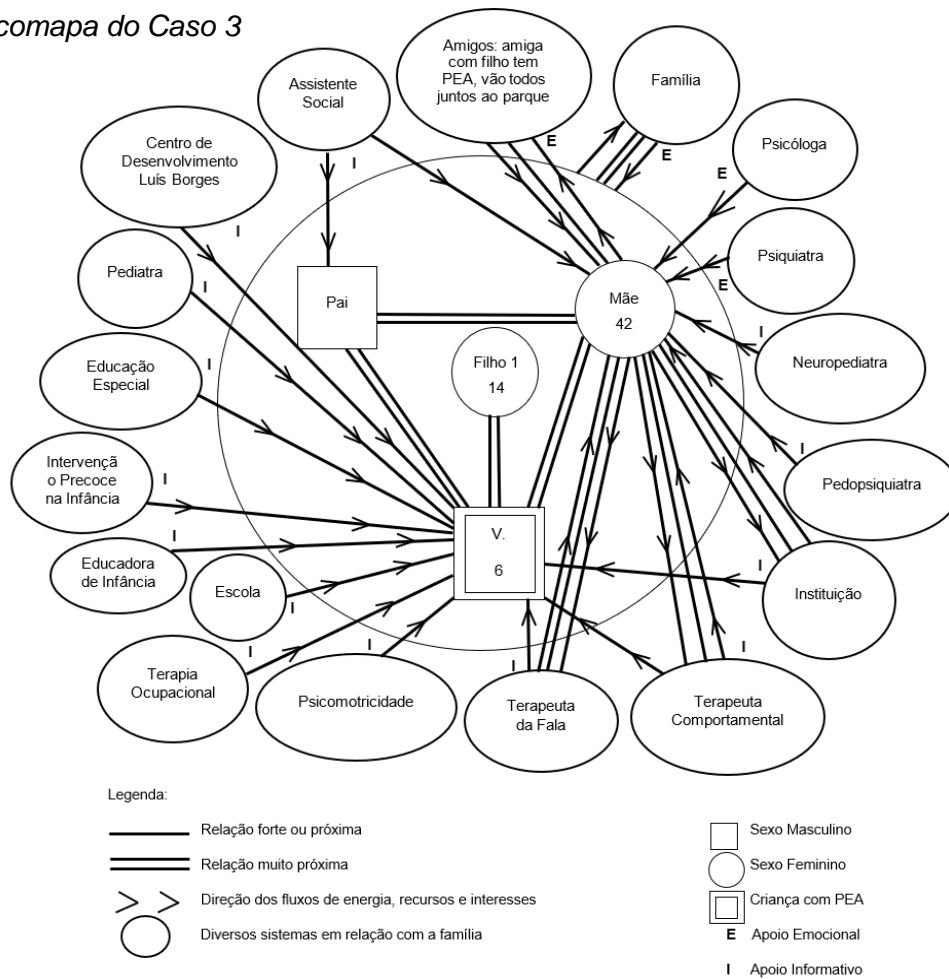 comapa do Caso 3
Amigos: amiga
com filho tem
PEA, vão todos
juntos ao parque
Família
Assistente
Social
Psicóloga
Centro de
Desenvolvimento
Luís Borges
E
E
I
E
I
Psiquiatra
Pediatra
I
E
Pai
Mãe
42
I
Neuropediatra
Educação
Especial
I
Filho 1
14
Intervençã
o Precoce
na Infância
I
I
Pedopsiquiatra
V.
6
I
Educadora
de Infância
Escola
I
I
Instituição
Terapia
Ocupacional
I
I
I
I
Psicomotricidade
Terapeuta
da Fala
Terapeuta
Comportamental
Legenda:
Relação forte ou próxima
Relação muito próxima
Direção dos fluxos de energia, recursos e interesses
Diversos sistemas em relação com a família
Sexo Masculino
Sexo Feminino
Criança com PEA
E Apoio Emocional
I Apoio Informativo